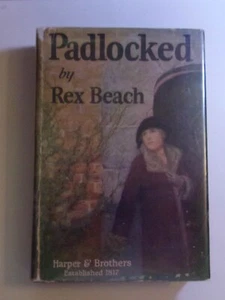 Padlocked
by
Rex Beach
Harper & Brothers
Established 1817